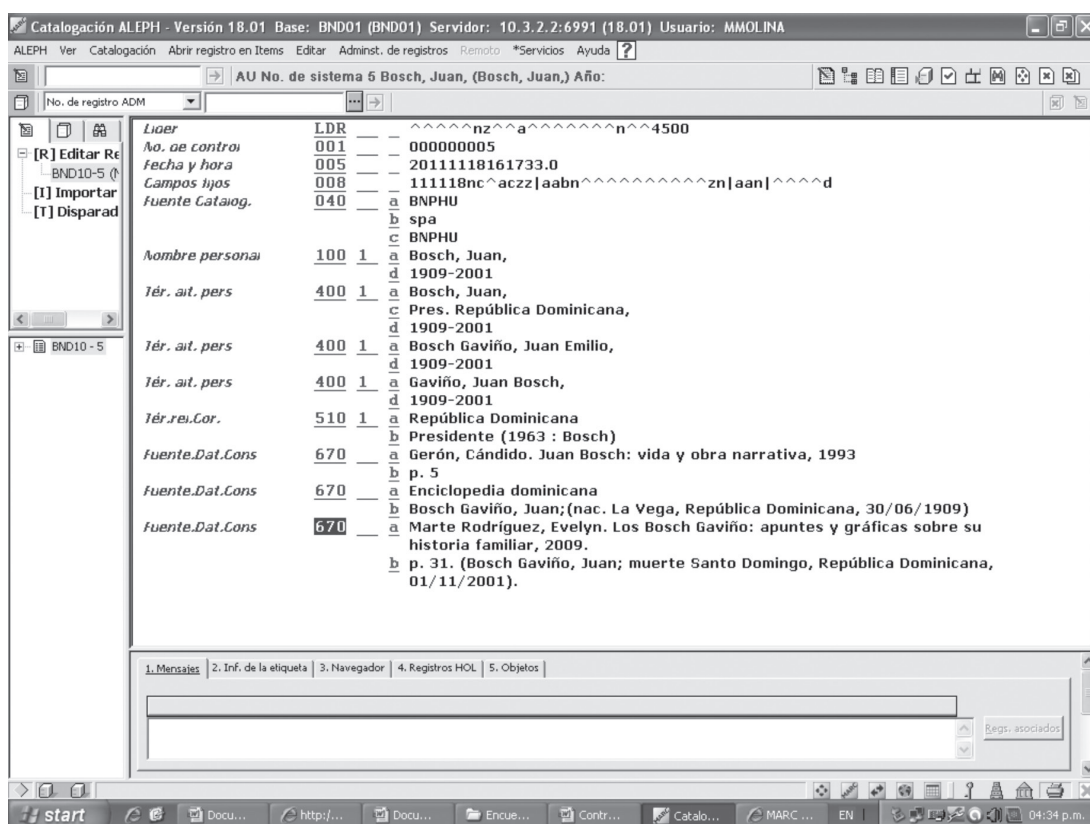 Catalogación ALEPH - Versión 18.01 Base: BND01 (BND01) Servidor: 10.3.2.2:6991 (18.01) Usuario: MMOLINA
ALEPH Ver Catalogación Abrir registro en Items Editar Administ. de registros Remoto *Servicios Ayuda ?
AU No. de sistema 5 Bosch, Juan, (Bosch, Juan,) Año:
No. de registro ADM
[R] Editar Re
BND10-5 (N
[I] Importar
[T] Disparad
BND10 - 5
Líder LDR ^^^^^nz^^a^^^^^^^n^^4500
No. de control 001 000000005
Fecha y hora 005 20111118161733.0
Campos fijos 008 111118nc^aczz|aabn^^^^^^^^^^zn|aan|^^^^d
Fuente Catalog. 040 a BNPHU
b spa
c BNPHU
Nombre personal 100 1 a Bosch, Juan,
d 1909-2001
Tér. alt. pers 400 1 a Bosch, Juan,
c Pres. República Dominicana,
d 1909-2001
Tér. alt. pers 400 1 a Bosch Gaviño, Juan Emilio,
d 1909-2001
Tér. alt. pers 400 1 a Gaviño, Juan Bosch,
d 1909-2001
Tér.rel.Cor. 510 1 a República Dominicana
b Presidente (1963 : Bosch)
Fuente.Dat.Cons 670 a Gerón, Cándido. Juan Bosch: vida y obra narrativa, 1993
b p. 5
Fuente.Dat.Cons 670 a Enciclopedia dominicana
b Bosch Gaviño, Juan;(nac. La Vega, República Dominicana, 30/06/1909)
Fuente.Dat.Cons 670 a Marte Rodríguez, Evelyn. Los Bosch Gaviño: apuntes y gráficas sobre su
historia familiar, 2009.
b p. 31. (Bosch Gaviño, Juan; muerte Santo Domingo, República Dominicana,
01/11/2001).
1. Mensajes 2. Inf. de la etiqueta 3. Navegador 4. Registros HOL 5. Objetos
Regs. asociados
start Docu... http:/... Docu... Encue... Contr... Catalo... MARC ... EN 04:34 p.m.